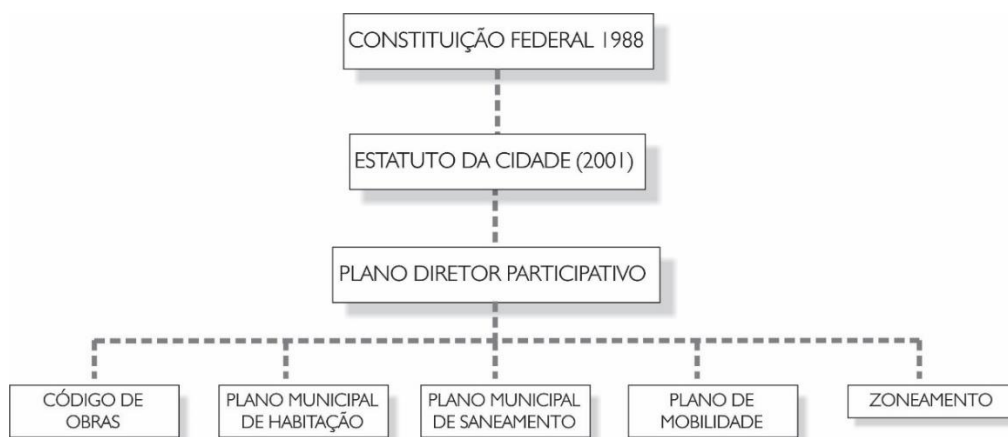 CONSTITUIÇÃO FEDERAL 1988
ESTATUTO DA CIDADE (2001)
PLANO DIRETOR PARTICIPATIVO
CÓDIGO DE
OBRAS
PLANO MUNICIPAL
DE HABITAÇÃO
PLANO MUNICIPAL
DE SANEAMENTO
PLANO DE
MOBILIDADE
ZONEAMENTO